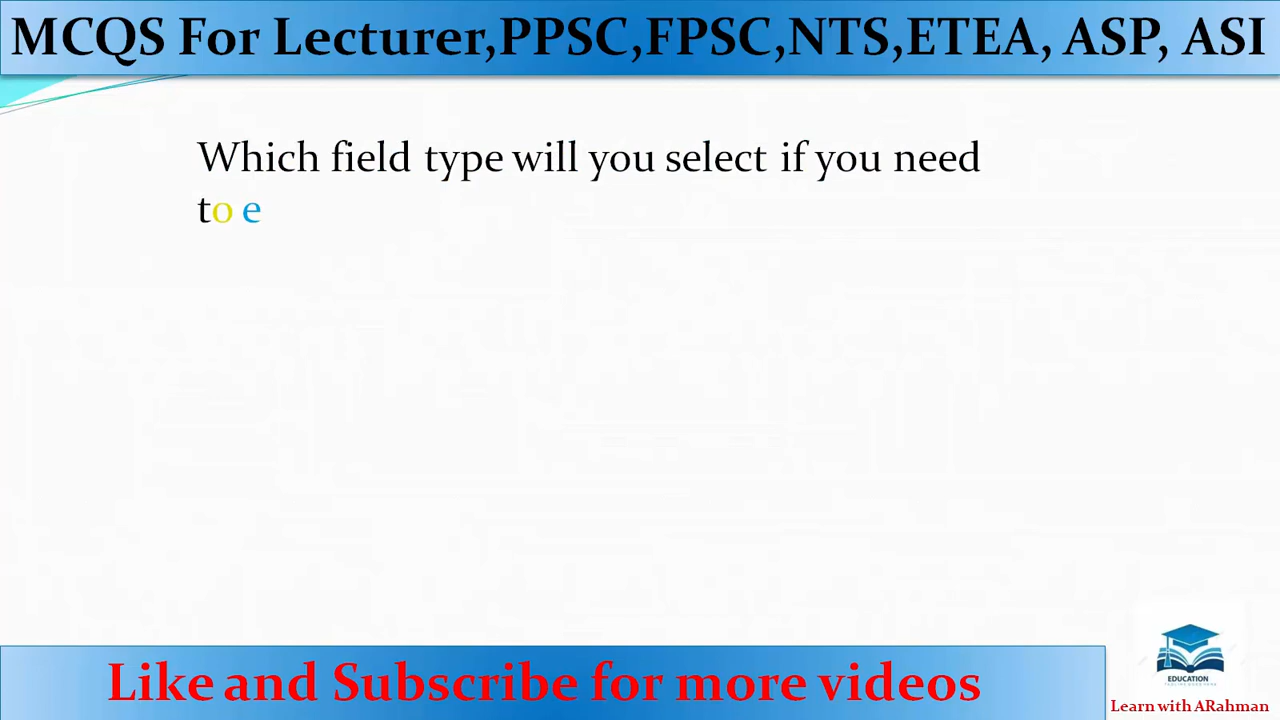 MCQS For Lecturer,PPSC,FPSC,NTS,ETEA, ASP, ASI
Which field type will you select if you need
to e
Like and Subscribe for more videos
EDUCATION
Learn with ARahman